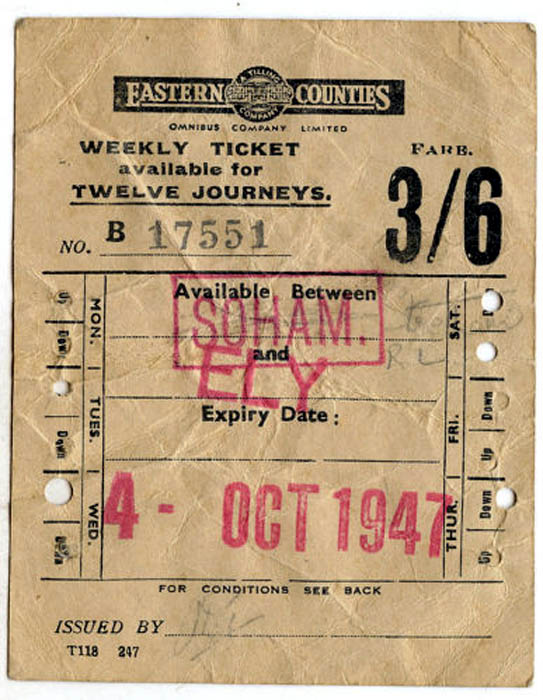 EASTERN COUNTIES
A TILLING
COMPANY
OMNIBUS COMPANY LIMITED
WEEKLY TICKET
available for
TWELVE JOURNEYS.
FARE.
3/6
NO. B 17551
Available Between
SOHAM.
and
ELY
Expiry Date :
4 - OCT 1947
MON.
TUES.
WED.
SAT.
FRI.
THUR.
Up
Down
Down
Down
Up
Down
Up
FOR CONDITIONS SEE BACK
ISSUED BY
T118 247